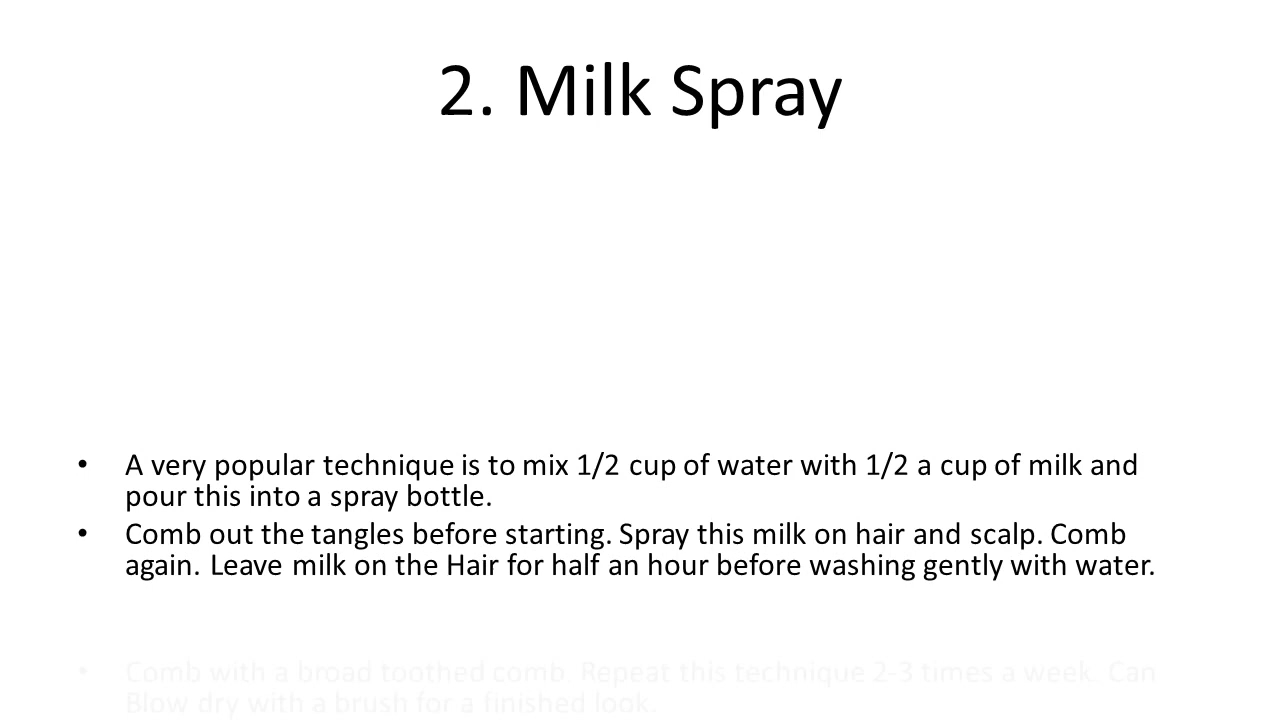 2. Milk Spray
• A very popular technique is to mix 1/2 cup of water with 1/2 a cup of milk and
pour this into a spray bottle.
• Comb out the tangles before starting. Spray this milk on hair and scalp. Comb
again. Leave milk on the Hair for half an hour before washing gently with water.
• Comb with a broad toothed comb. Repeat this technique 2-3 times a week. Can
Blow dry with a brush for a finished look.